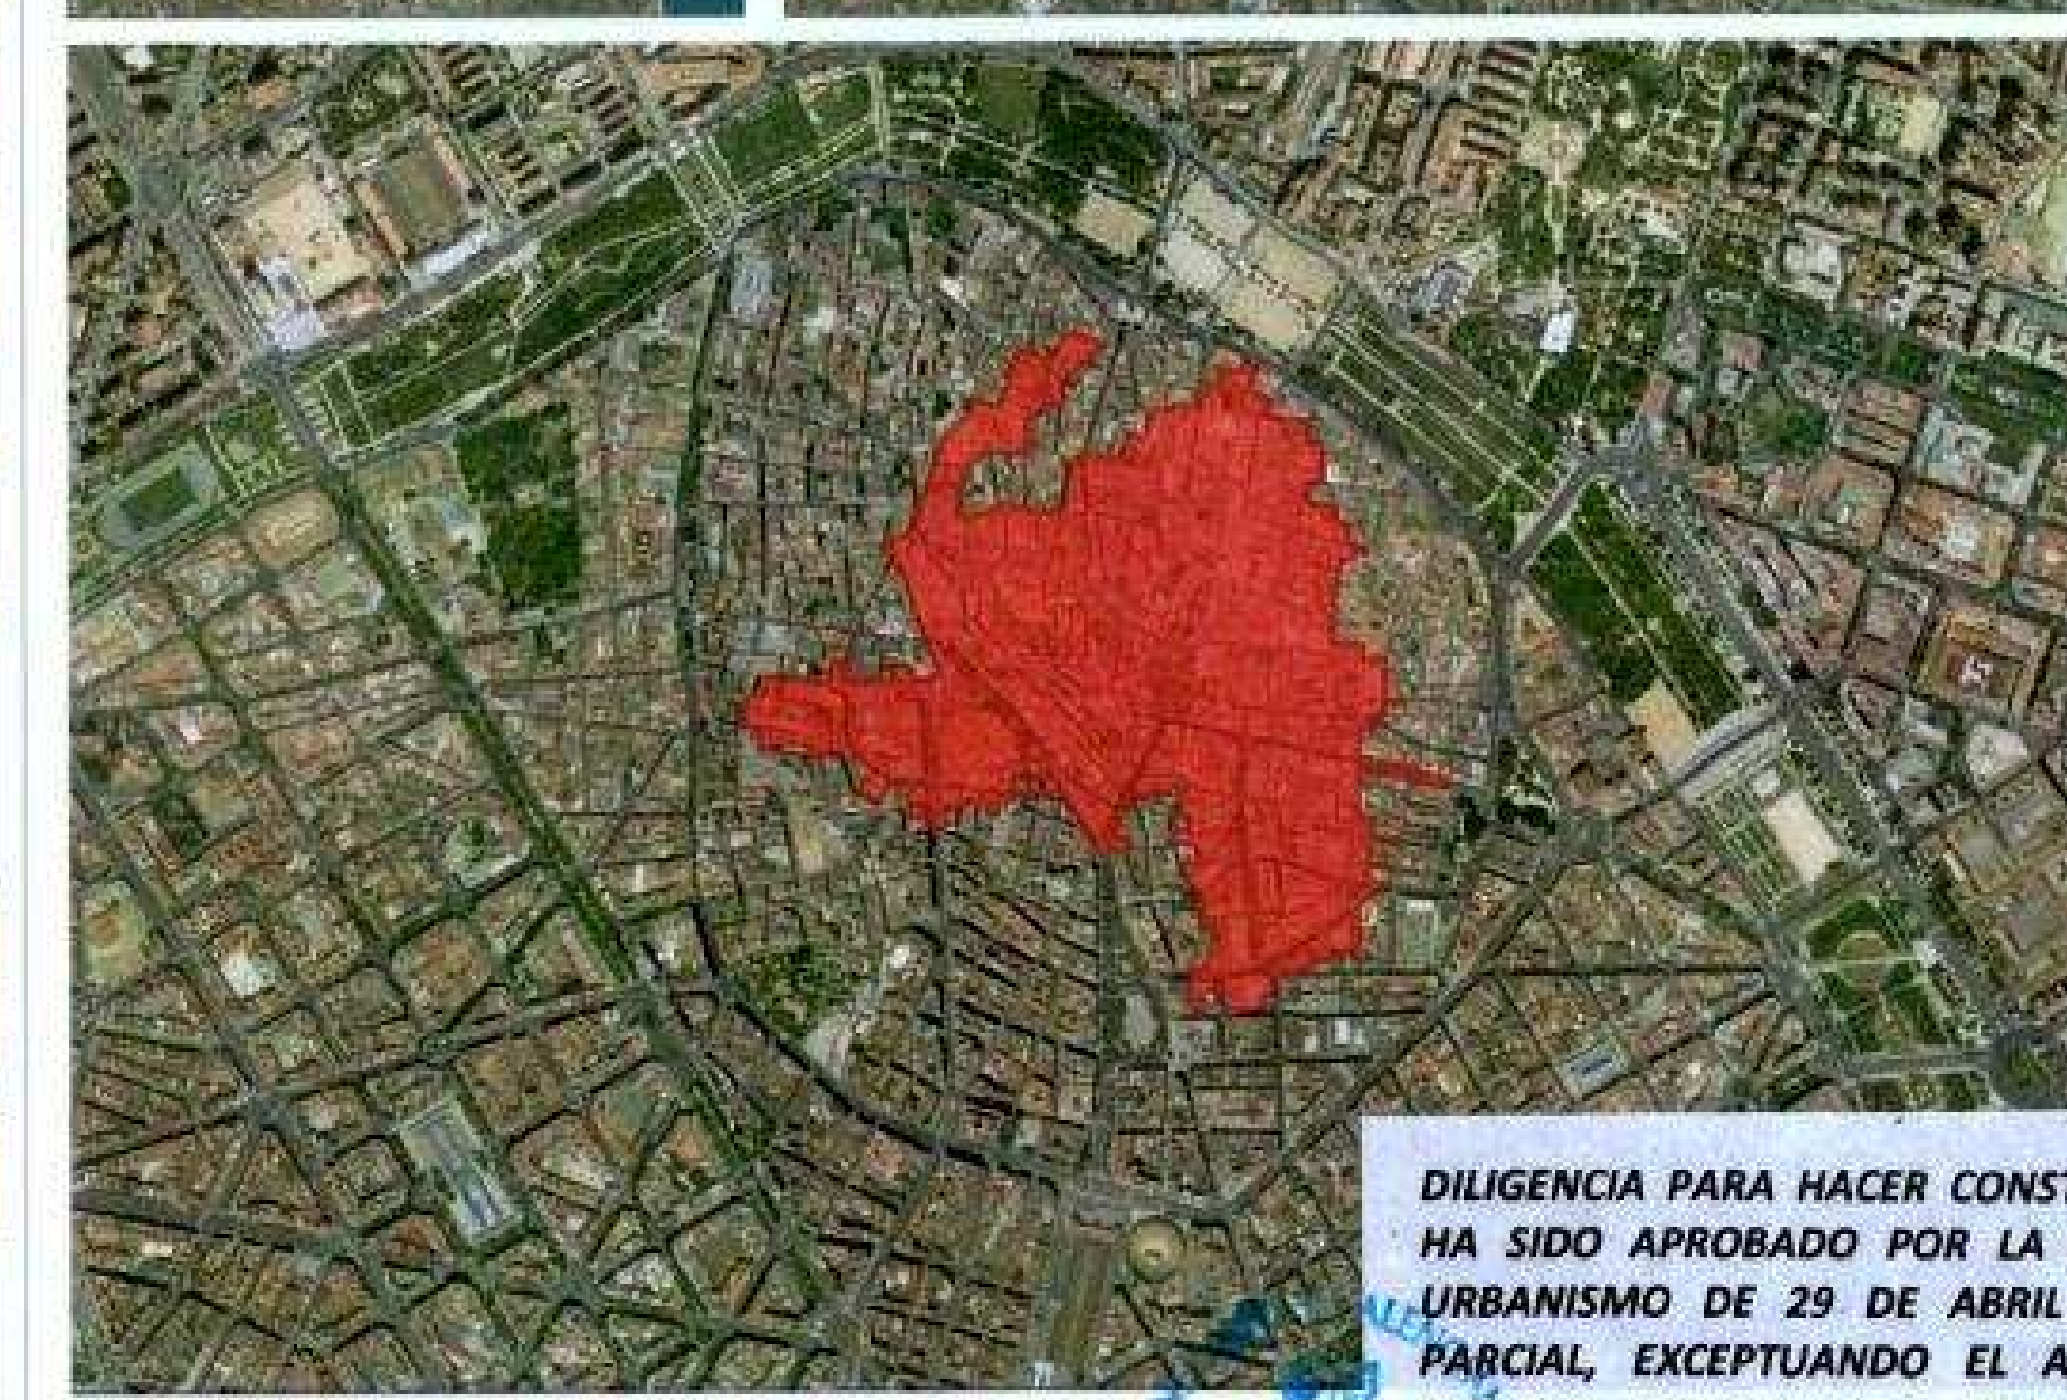 DILIGENCIA PARA HACER CONST
HA SIDO APROBADO POR LA
URBANISMO DE 29 DE ABRIL
PARCIAL, EXCEPTUANDO EL A